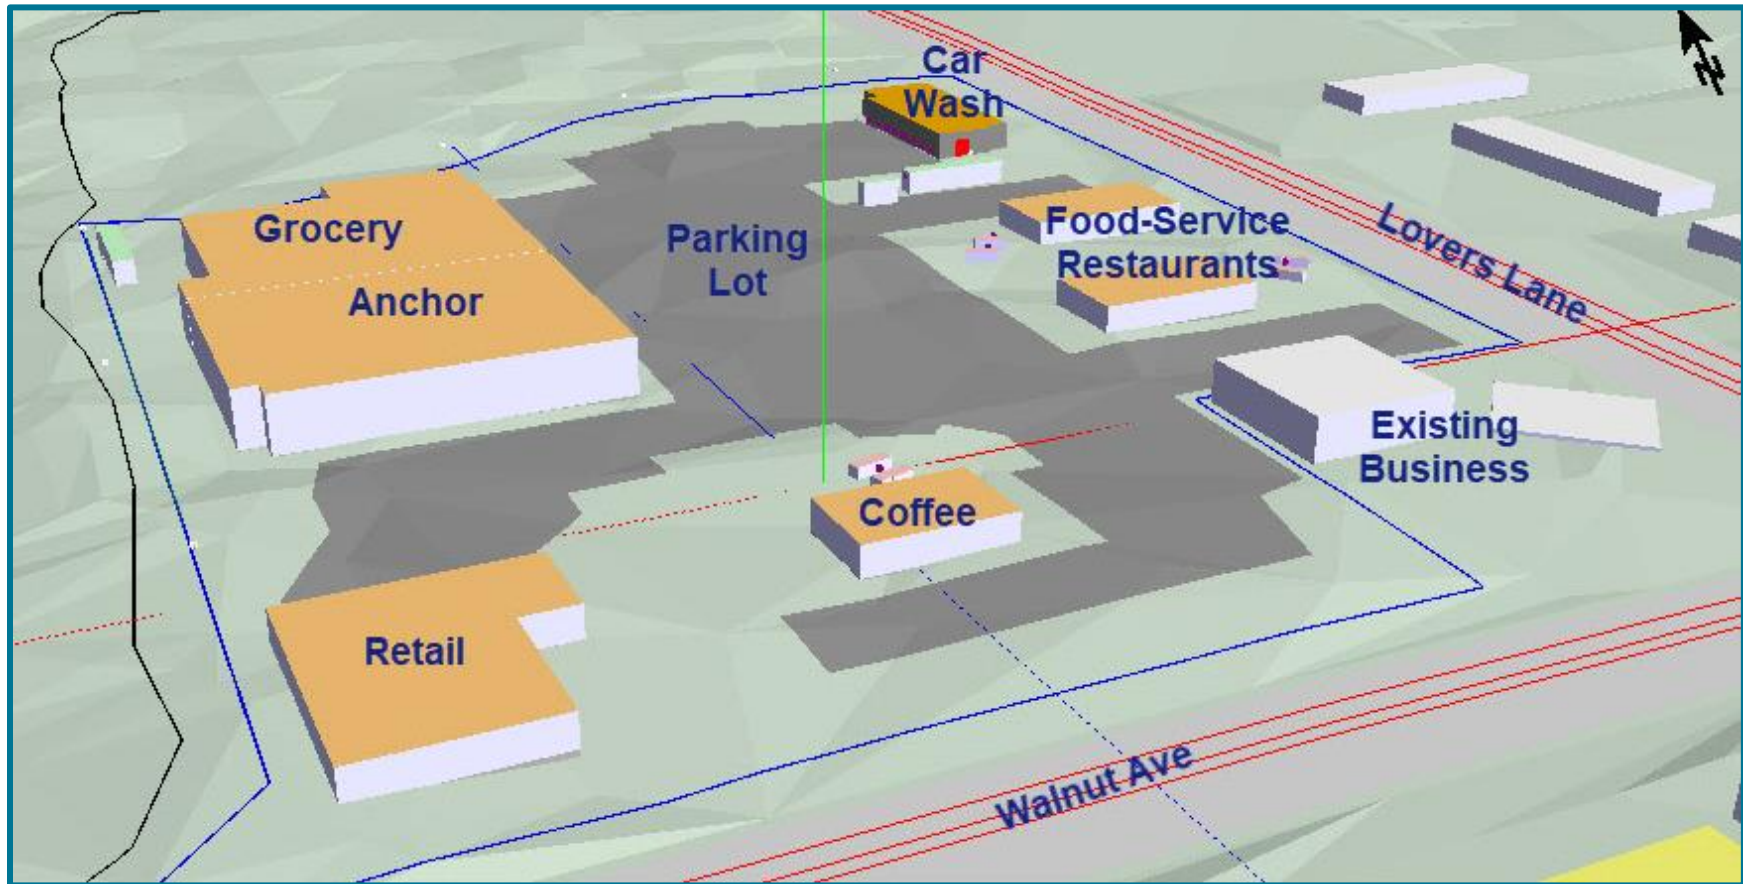 Car
Wash
N
Grocery
Anchor
Parking
Lot
Food-Service
Restaurants
Lovers Lane
Existing
Business
Coffee
Retail
Walnut Ave